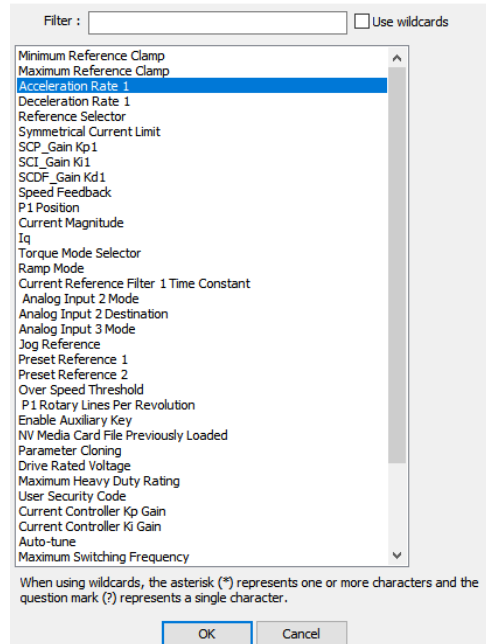 Filter :
Use wildcards
Minimum Reference Clamp
Maximum Reference Clamp
Acceleration Rate 1
Deceleration Rate 1
Reference Selector
Symmetrical Current Limit
SCP_Gain Kp1
SCI_Gain Ki1
SCDF_Gain Kd1
Speed Feedback
P1 Position
Current Magnitude
Iq
Torque Mode Selector
Ramp Mode
Current Reference Filter 1 Time Constant
Analog Input 2 Mode
Analog Input 2 Destination
Analog Input 3 Mode
Jog Reference
Preset Reference 1
Preset Reference 2
Over Speed Threshold
P1 Rotary Lines Per Revolution
Enable Auxiliary Key
NV Media Card File Previously Loaded
Parameter Cloning
Drive Rated Voltage
Maximum Heavy Duty Rating
User Security Code
Current Controller Kp Gain
Current Controller Ki Gain
Auto-tune
Maximum Switching Frequency
When using wildcards, the asterisk (*) represents one or more characters and the
question mark (?) represents a single character.
OK
Cancel